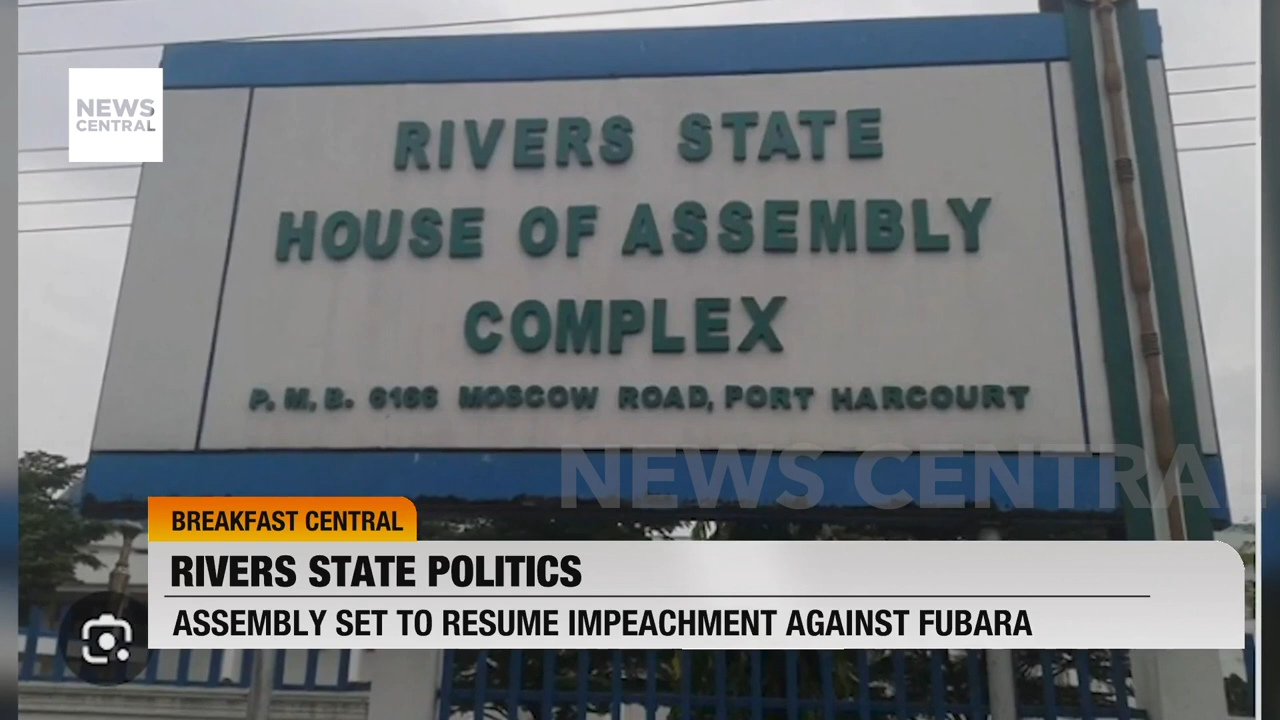 NEWS
CENTRAL
RIVERS STATE
HOUSE OF ASSEMBLY
COMPLEX
P. M. B. 6166 MOSCOW ROAD, PORT HARCOURT
NEWS CENTRAL
BREAKFAST CENTRAL
RIVERS STATE POLITICS
ASSEMBLY SET TO RESUME IMPEACHMENT AGAINST FUBARA